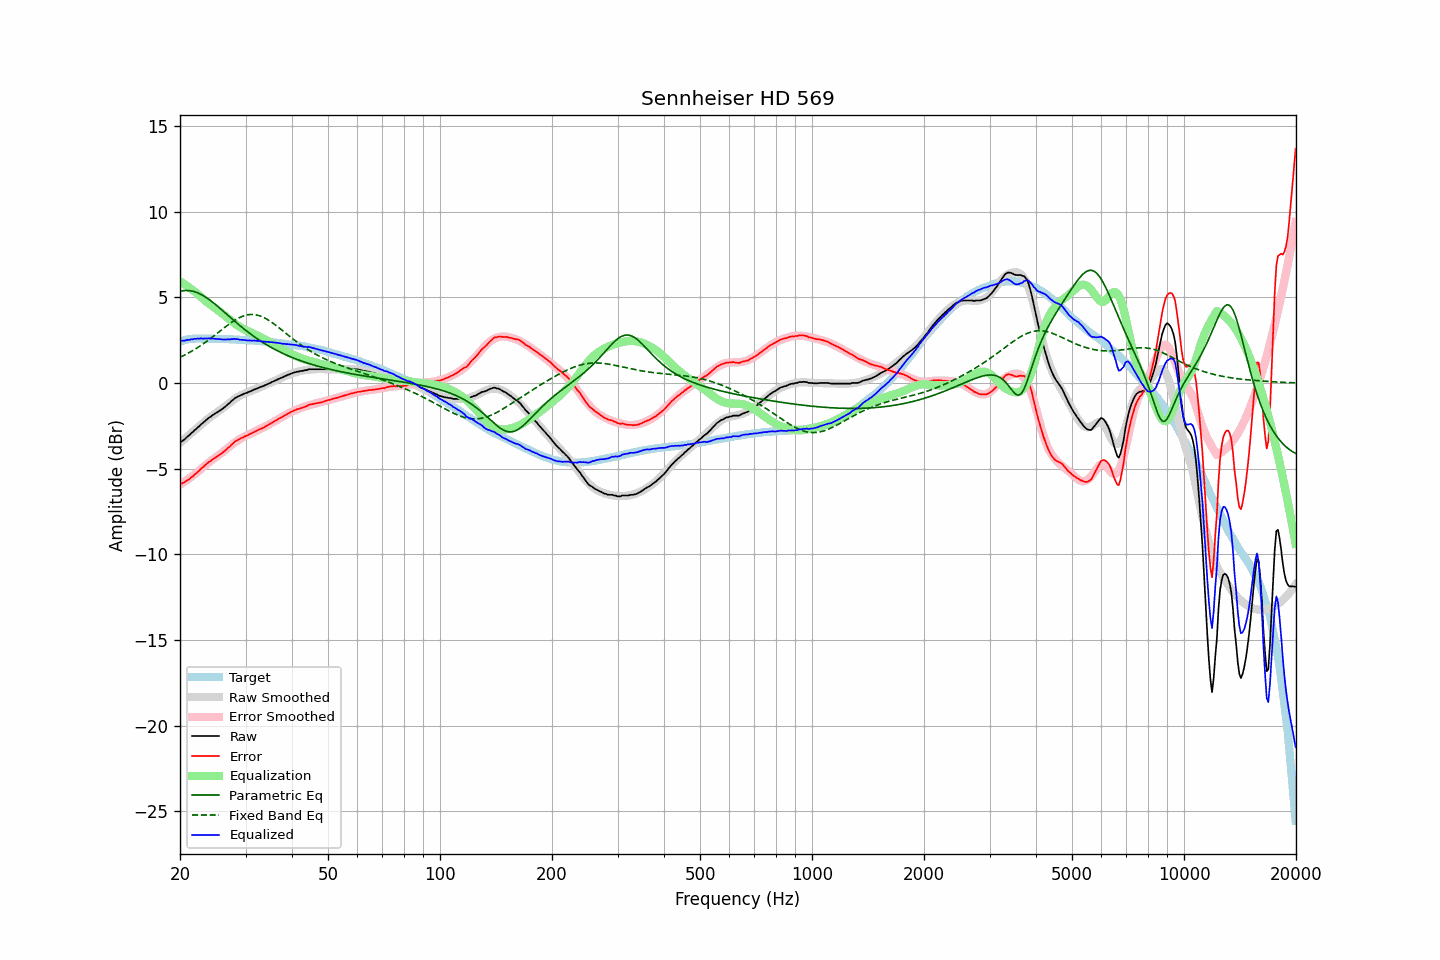 Sennheiser HD 569
Amplitude (dBr)
15
10
5
0
−5
−10
−15
−20
−25
Target
Raw Smoothed
Error Smoothed
Raw
Error
Equalization
Parametric Eq
Fixed Band Eq
Equalized
20 50 100 200 500 1000 2000 5000 10000 20000
Frequency (Hz)